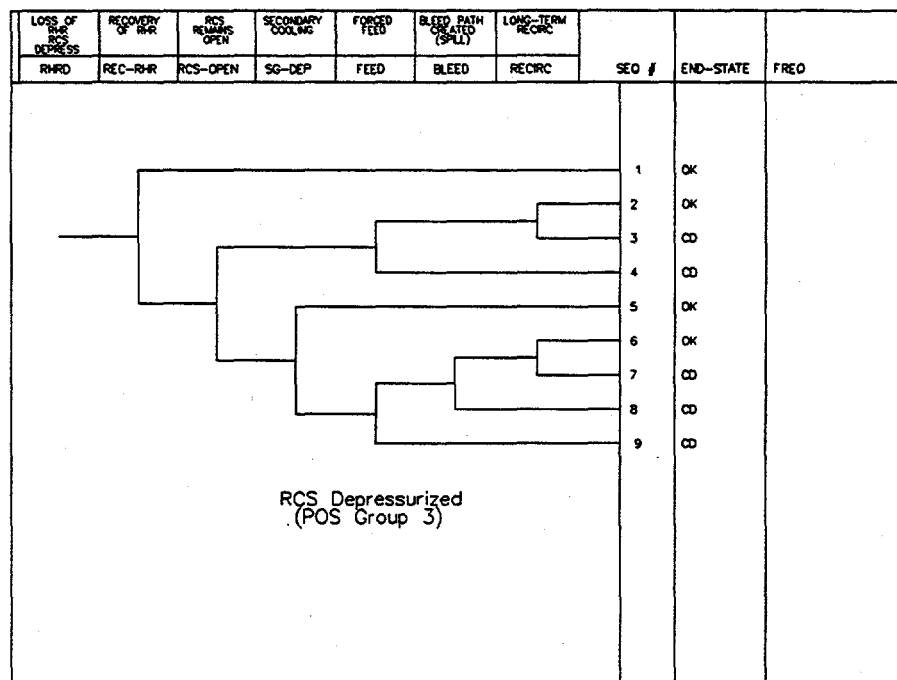 LOSS OF RHR RCS DEPRESS
RECOVERY OF RHR
RCS REMAINS OPEN
SECONDARY COOLING
FORCED FEED
BLEED PATH CREATED (SPILL)
LONG-TERM RECIRC
RHRD REC-RHR RCS-OPEN SG-DEP FEED BLEED RECIRC SEQ # END-STATE FREQ
1 OK
2 OK
3 CD
4 CD
5 OK
6 OK
7 CD
8 CD
9 CD
RCS Depressurized
(POS Group 3)